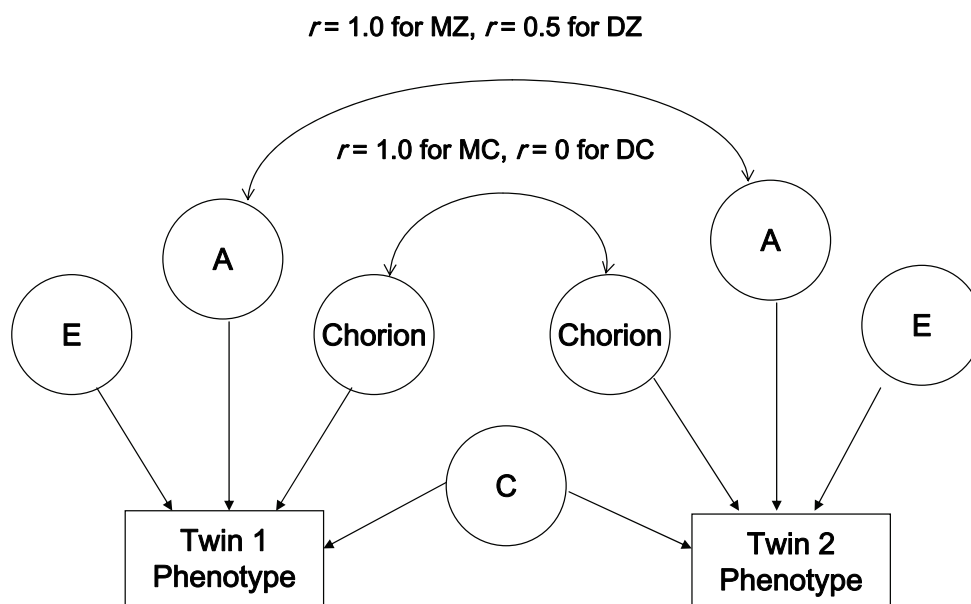 r = 1.0 for MZ, r = 0.5 for DZ
r = 1.0 for MC, r = 0 for DC
A
A
E
Chorion
Chorion
E
C
Twin 1
Phenotype
Twin 2
Phenotype